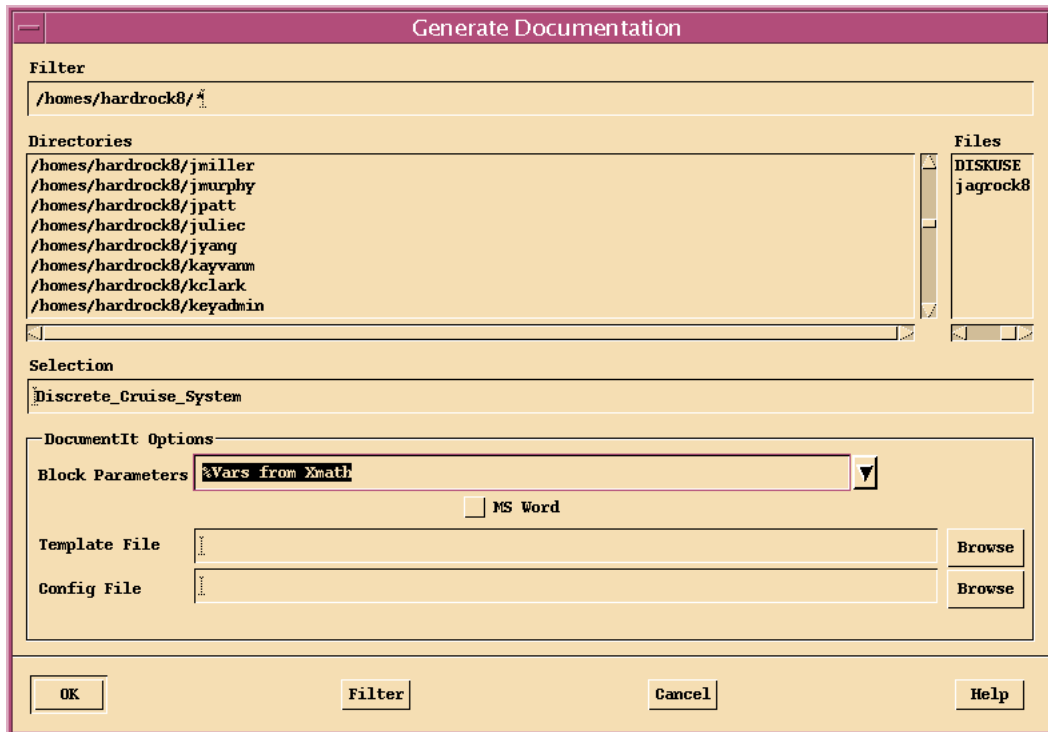 Generate Documentation
Filter
/homes/hardrock8/*
Directories
Files
/homes/hardrock8/jmiller
/homes/hardrock8/jmurphy
/homes/hardrock8/jpatt
/homes/hardrock8/juliec
/homes/hardrock8/jyang
/homes/hardrock8/kayvanm
/homes/hardrock8/kclark
/homes/hardrock8/keyadmin
DISKUSE
jagrock8
Selection
Discrete_Cruise_System
DocumentIt Options
Block Parameters %Vars from Xmath
MS Word
Template File Browse
Config File Browse
OK Filter Cancel Help